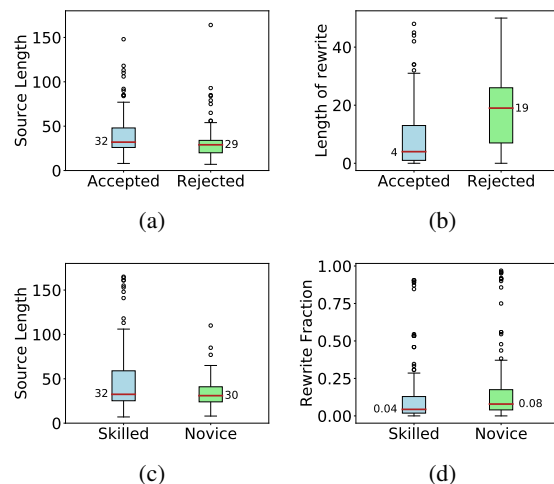 Source Length
150
100
50
0
32
29
Accepted
Rejected
(a)
Length of rewrite
40
20
0
4
19
Accepted
Rejected
(b)
Source Length
150
100
50
0
32
30
Skilled
Novice
(c)
Rewrite Fraction
1.00
0.75
0.50
0.25
0.00
0.04
0.08
Skilled
Novice
(d)